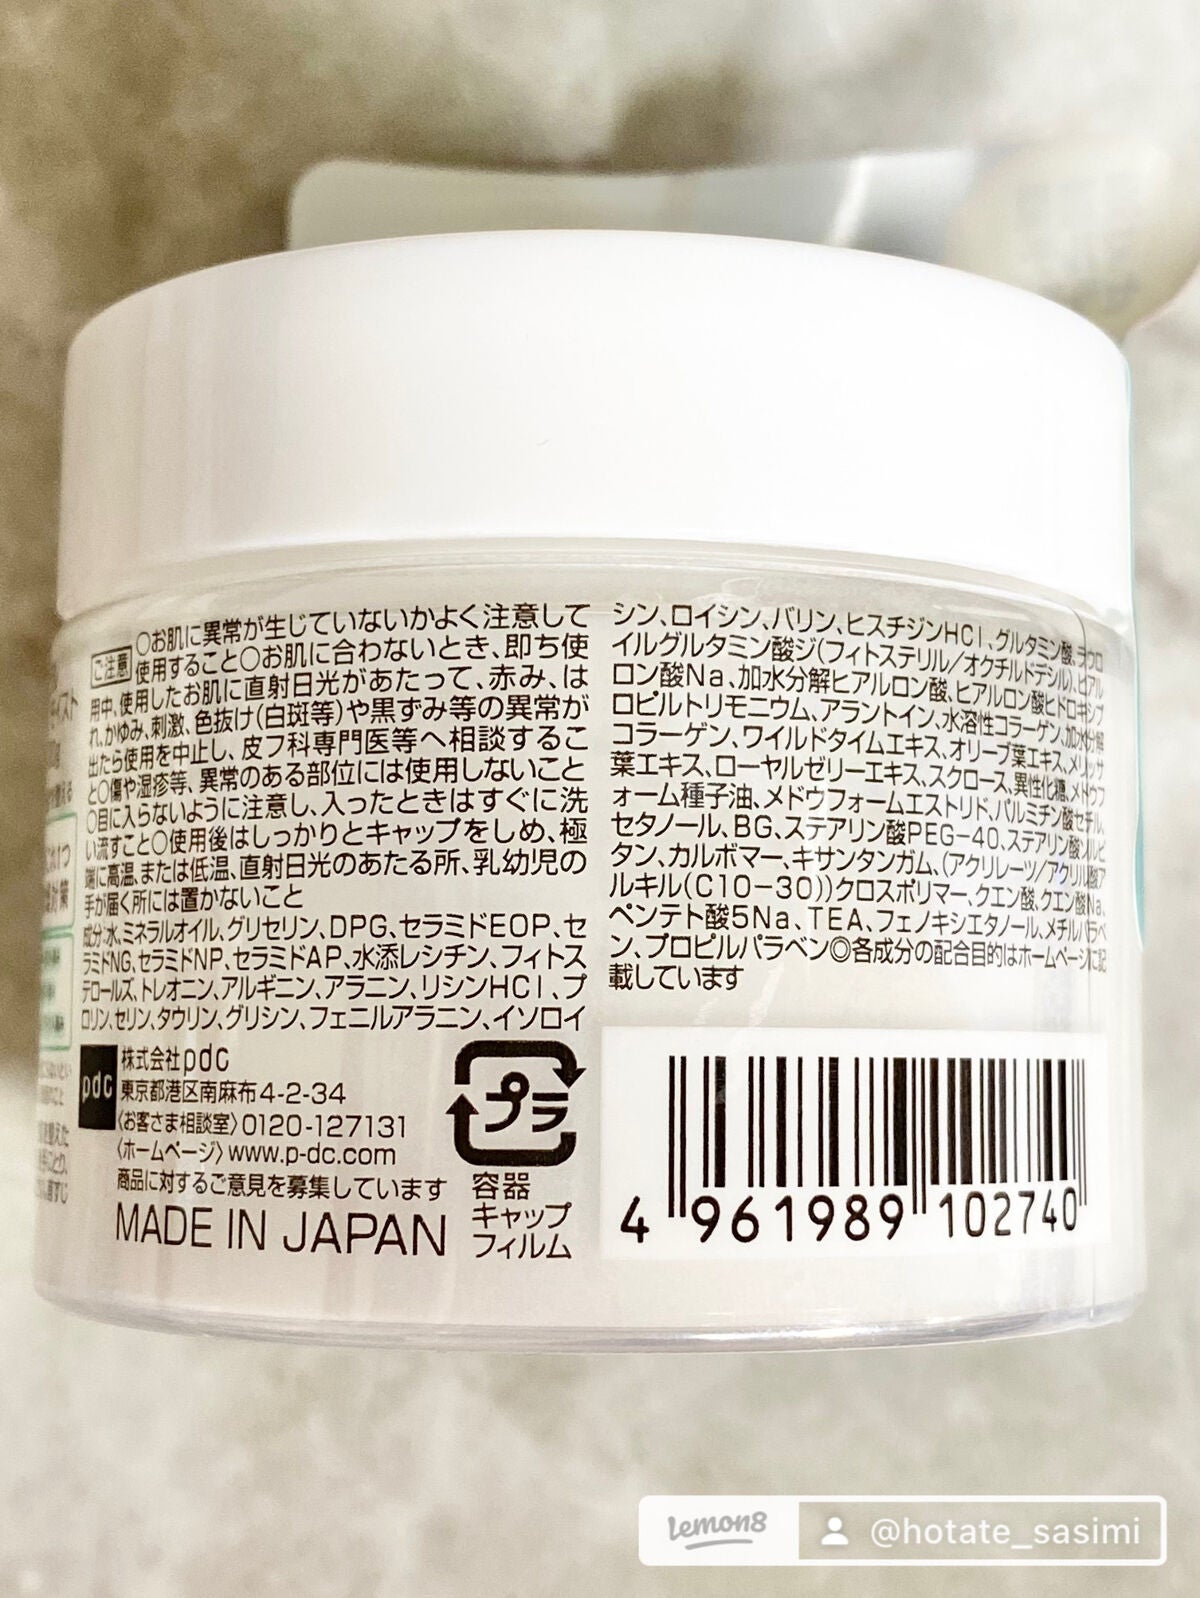 ご注意
〇お肌に異常が生じていないかよく注意して
使用すること〇お肌に合わないとき、即ち使
用中、使用したお肌に直射日光があたって、赤み、は
れ、かゆみ、刺激、色抜け(白斑等)や黒ずみ等の異常が
出たら使用を中止し、皮フ科専門医等へ相談するこ
と〇傷や湿疹等、異常のある部位には使用しないこと
〇目に入らないように注意し、入ったときはすぐに洗
い流すこと〇使用後はしっかりとキャップをしめ、極
端に高温、または低温、直射日光のあたる所、乳幼児の
手が届く所には置かないこと
成分:水、ミネラルオイル、グリセリン、DPG、セラミドEOP、セ
ラミドNG、セラミドNP、セラミドAP、水添レシチン、フィトス
テロールズ、トレオニン、アルギニン、アラニン、リシンHCI、プ
ロリン、セリン、タウリン、グリシン、フェニルアラニン、イソロイ
シン、ロイシン、バリン、ヒスチジンHCI、グルタミン酸、ラウロ
イルグルタミン酸ジ(フィトステリル/オクチルドデシル)、ヒアル
ロン酸Na、加水分解ヒアルロン酸、ヒアルロン酸ヒドロキシプ
ロピルトリモニウム、アラントイン、水溶性コラーゲン、加水分解
コラーゲン、ワイルドタイムエキス、オリーブ葉エキス、メリッサ
葉エキス、ローヤルゼリーエキス、スクロース、異性化糖、メドウフ
ォーム種子油、メドウフォームエストリド、パルミチン酸セチル、
セタノール、BG、ステアリン酸PEG-40、ステアリン酸ソルビ
タン、カルボマー、キサンタンガム、(アクリレーツ/アクリル酸ア
ルキル(C10-30))クロスポリマー、クエン酸、クエン酸Na、
ペンテト酸5Na、TEA、フェノキシエタノール、メチルパラベ
ン、プロピルパラベン◎各成分の配合目的はホームページに記
載しています
pdc
株式会社pdc
東京都港区南麻布4-2-34
〈お客さま相談室〉0120-127131
〈ホームページ〉www.p-dc.com
商品に対するご意見を募集しています
MADE IN JAPAN
プラ
容器
キャップ
フィルム
4 961989 102740
Lemon8 @hotate_sasimi